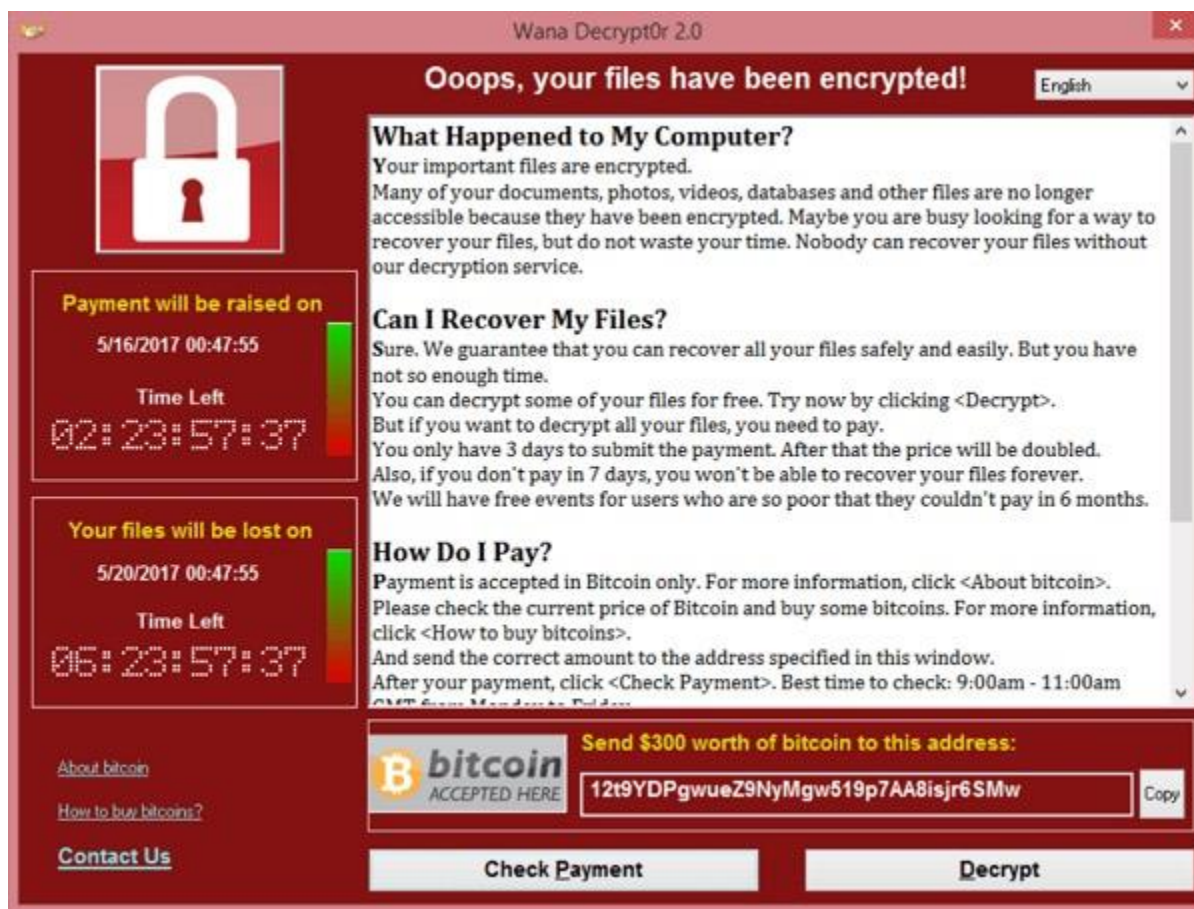 Wana Decrypt0r 2.0
Ooops, your files have been encrypted!
English
Payment will be raised on
5/16/2017 00:47:55
Time Left
02:23:57:37
Your files will be lost on
5/20/2017 00:47:55
Time Left
06:23:57:37
About bitcoin
How to buy bitcoins?
Contact Us
What Happened to My Computer?
Your important files are encrypted.
Many of your documents, photos, videos, databases and other files are no longer
accessible because they have been encrypted. Maybe you are busy looking for a way to
recover your files, but do not waste your time. Nobody can recover your files without
our decryption service.
Can I Recover My Files?
Sure. We guarantee that you can recover all your files safely and easily. But you have
not so enough time.
You can decrypt some of your files for free. Try now by clicking <Decrypt>.
But if you want to decrypt all your files, you need to pay.
You only have 3 days to submit the payment. After that the price will be doubled.
Also, if you don't pay in 7 days, you won't be able to recover your files forever.
We will have free events for users who are so poor that they couldn't pay in 6 months.
How Do I Pay?
Payment is accepted in Bitcoin only. For more information, click <About bitcoin>.
Please check the current price of Bitcoin and buy some bitcoins. For more information,
click <How to buy bitcoins>.
And send the correct amount to the address specified in this window.
After your payment, click <Check Payment>. Best time to check: 9:00am - 11:00am
GMT from Monday to Friday.
bitcoin
ACCEPTED HERE
Send $300 worth of bitcoin to this address:
12t9YDPgwueZ9NyMgw519p7AA8isjr6SMw
Copy
Check Payment
Decrypt